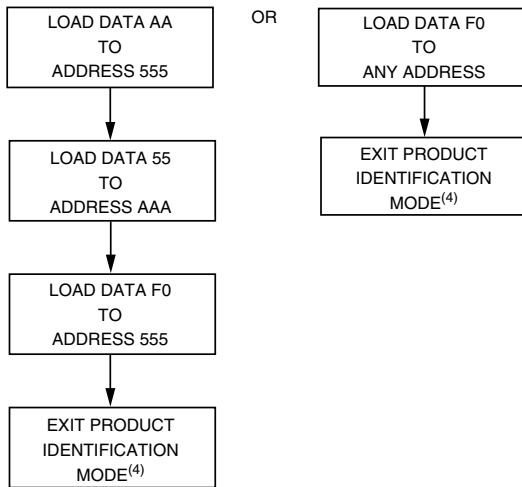 LOAD DATA AA
TO
ADDRESS 555
LOAD DATA 55
TO
ADDRESS AAA
LOAD DATA F0
TO
ADDRESS 555
EXIT PRODUCT
IDENTIFICATION
MODE(4)
OR
LOAD DATA F0
TO
ANY ADDRESS
EXIT PRODUCT
IDENTIFICATION
MODE(4)